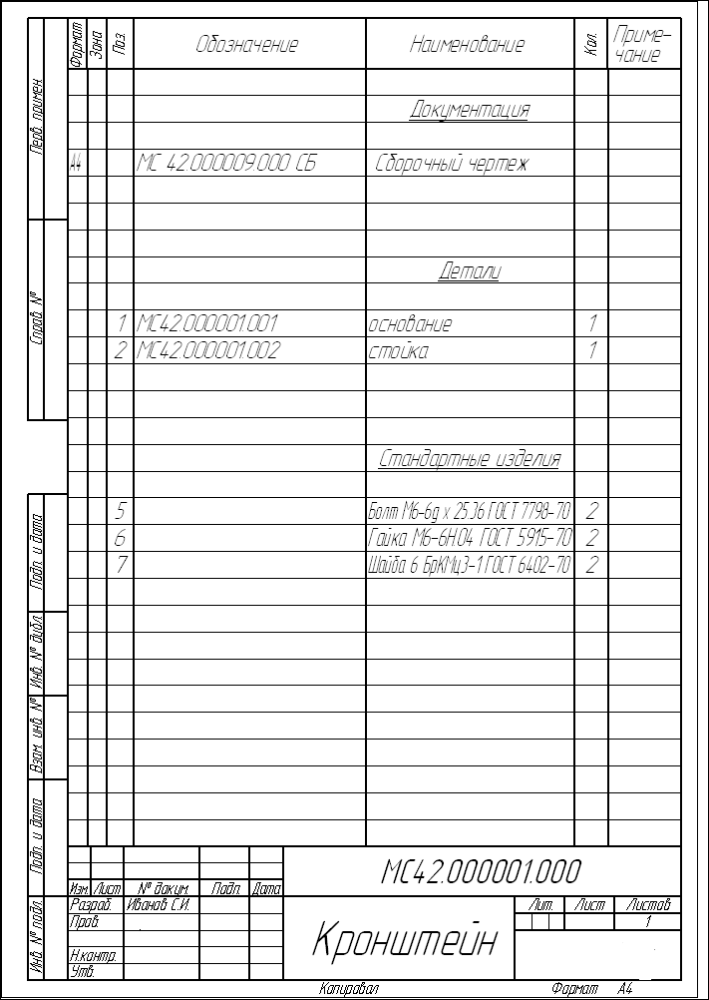 Формат
Зона
Поз.
Обозначение
Наименование
Кол.
Приме-
чание
Документация
А4 МС 42.000009.000 СБ Сборочный чертеж
Детали
1 МС42.000001.001 основание 1
2 МС42.000001.002 стойка 1
Стандартные изделия
5 Болт М6-6g x 25.36 ГОСТ 7798-70 2
6 Гайка М6-6Н.04 ГОСТ 5915-70 2
7 Шайба 6 БрКМц3-1 ГОСТ 6402-70 2
Перв. примен.
Справ. №
Подп. и дата
Инв. № дубл.
Взам. инв. №
Подп. и дата
Инв. № подл.
МС42.000001.000
Изм. Лист № докум. Подп. Дата
Разраб. Иванов С.И.
Пров.
Н.контр.
Утв.
Кронштейн
Лит. Лист Листов
1
Копировал Формат А4